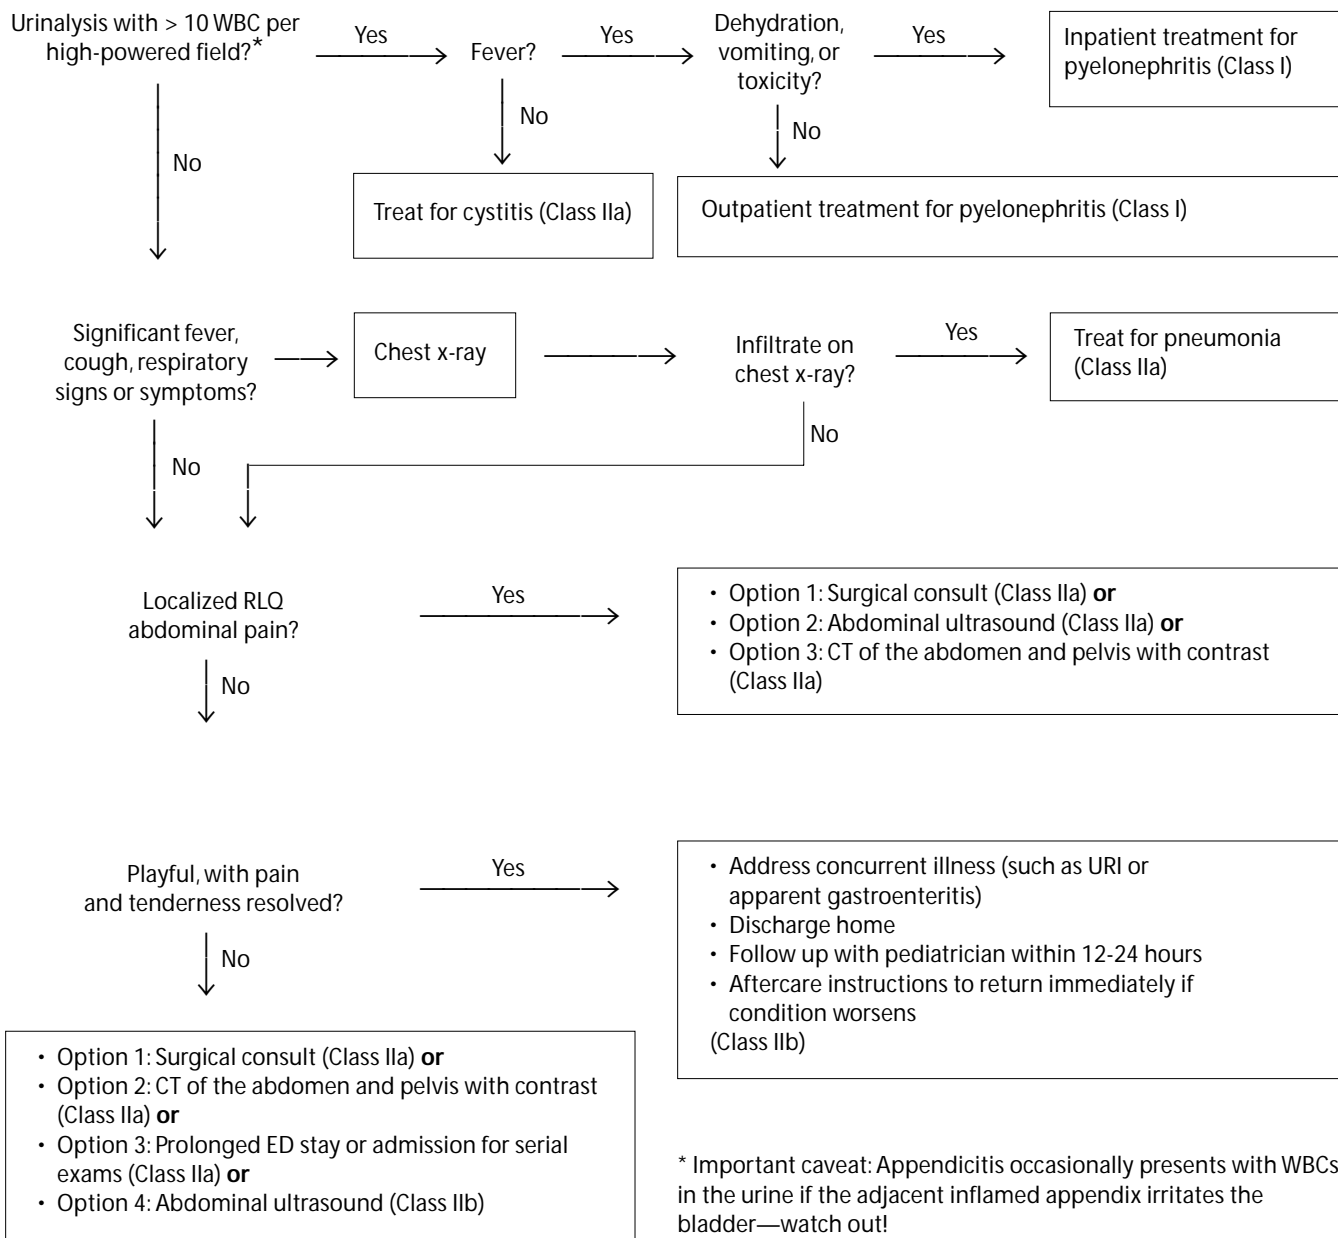 Urinalysis with > 10 WBC per
high-powered field?*
Yes
Fever?
Yes
Dehydration,
vomiting, or
toxicity?
Yes
Inpatient treatment for
pyelonephritis (Class I)
No
No
No
Treat for cystitis (Class IIa)
Outpatient treatment for pyelonephritis (Class I)
Significant fever,
cough, respiratory
signs or symptoms?
Chest x-ray
Infiltrate on
chest x-ray?
Yes
Treat for pneumonia
(Class IIa)
No
No
Localized RLQ
abdominal pain?
Yes
• Option 1: Surgical consult (Class IIa) or
• Option 2: Abdominal ultrasound (Class IIa) or
• Option 3: CT of the abdomen and pelvis with contrast
(Class IIa)
No
Playful, with pain
and tenderness resolved?
Yes
• Address concurrent illness (such as URI or
apparent gastroenteritis)
• Discharge home
• Follow up with pediatrician within 12-24 hours
• Aftercare instructions to return immediately if
condition worsens
(Class IIb)
No
• Option 1: Surgical consult (Class IIa) or
• Option 2: CT of the abdomen and pelvis with contrast
(Class IIa) or
• Option 3: Prolonged ED stay or admission for serial
exams (Class IIa) or
• Option 4: Abdominal ultrasound (Class IIb)
* Important caveat: Appendicitis occasionally presents with WBCs
in the urine if the adjacent inflamed appendix irritates the
bladder—watch out!